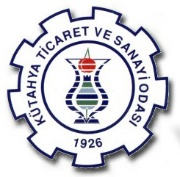 KÜTAHYA TİCARET VE SANAYİ ODASI
1926